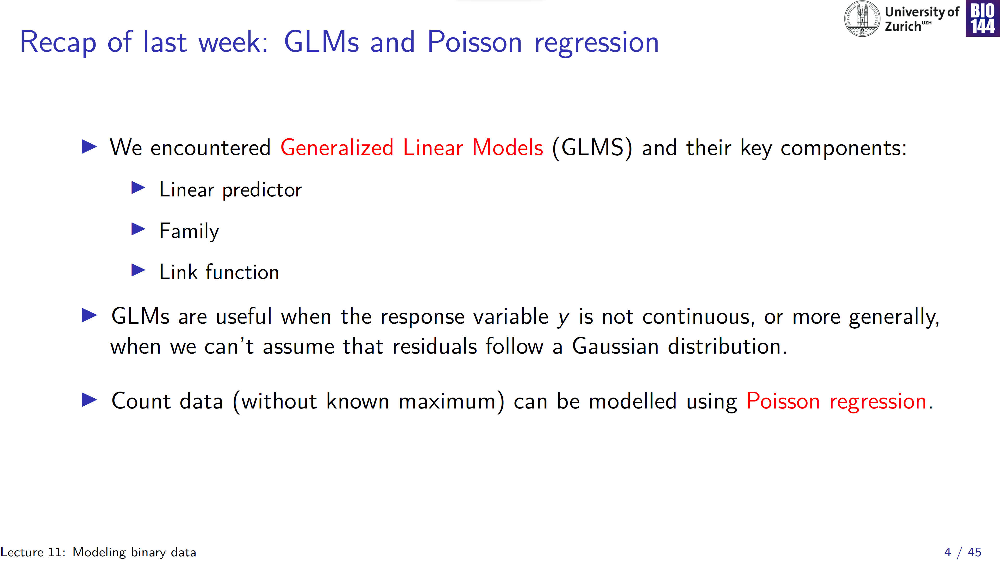 University of
Zurich UZH
BIO
144
Recap of last week: GLMs and Poisson regression
We encountered Generalized Linear Models (GLMS) and their key components:
Linear predictor
Family
Link function
GLMs are useful when the response variable y is not continuous, or more generally,
when we can't assume that residuals follow a Gaussian distribution.
Count data (without known maximum) can be modelled using Poisson regression.
Lecture 11: Modeling binary data
4 / 45